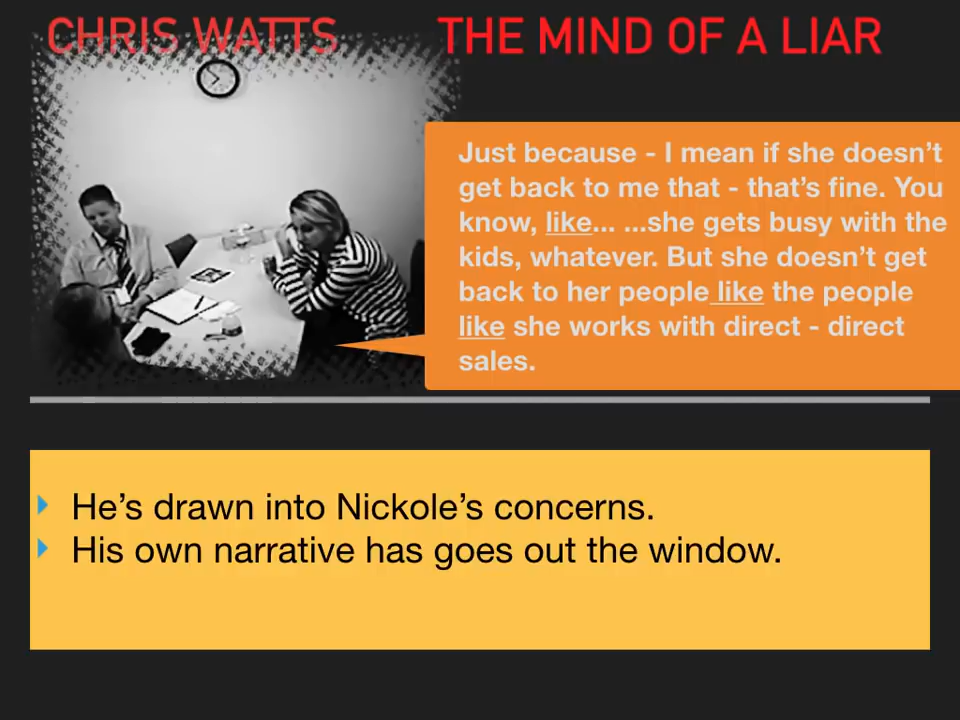 CHRIS WATTS THE MIND OF A LIAR
Just because - I mean if she doesn’t
get back to me that - that’s fine. You
know, like... ...she gets busy with the
kids, whatever. But she doesn’t get
back to her people like the people
like she works with direct - direct
sales.
He’s drawn into Nickole’s concerns.
His own narrative has goes out the window.